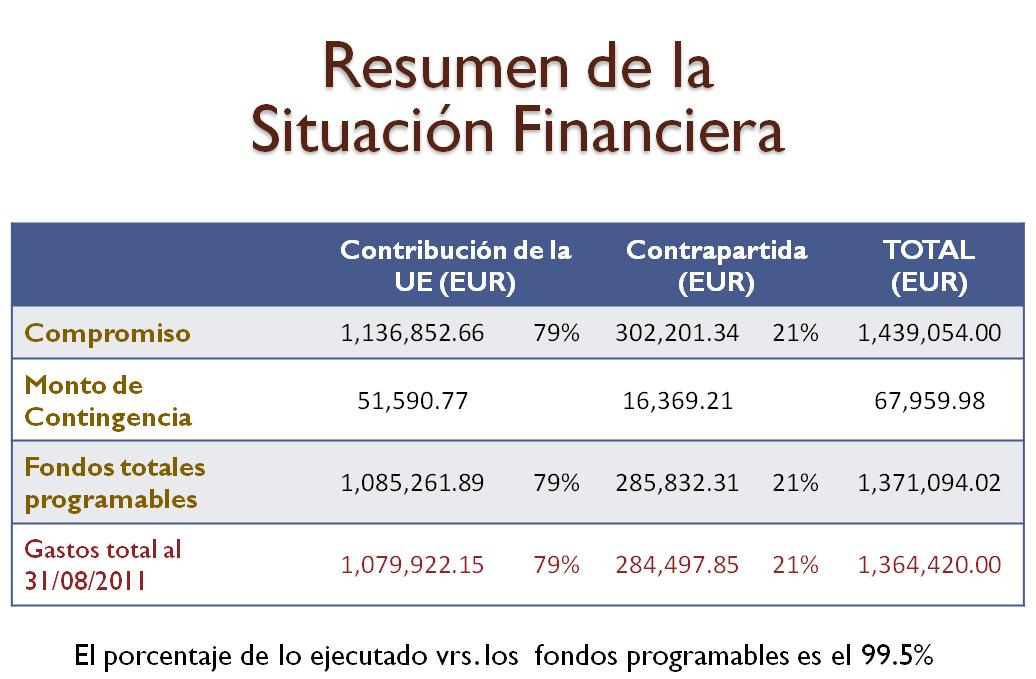 Resumen de la
Situación Financiera
Contribución de la UE (EUR) Contrapartida (EUR) TOTAL (EUR)
Compromiso 1,136,852.66 79% 302,201.34 21% 1,439,054.00
Monto de Contingencia 51,590.77 16,369.21 67,959.98
Fondos totales programables 1,085,261.89 79% 285,832.31 21% 1,371,094.02
Gastos total al 31/08/2011 1,079,922.15 79% 284,497.85 21% 1,364,420.00
El porcentaje de lo ejecutado vrs. los fondos programables es el 99.5%